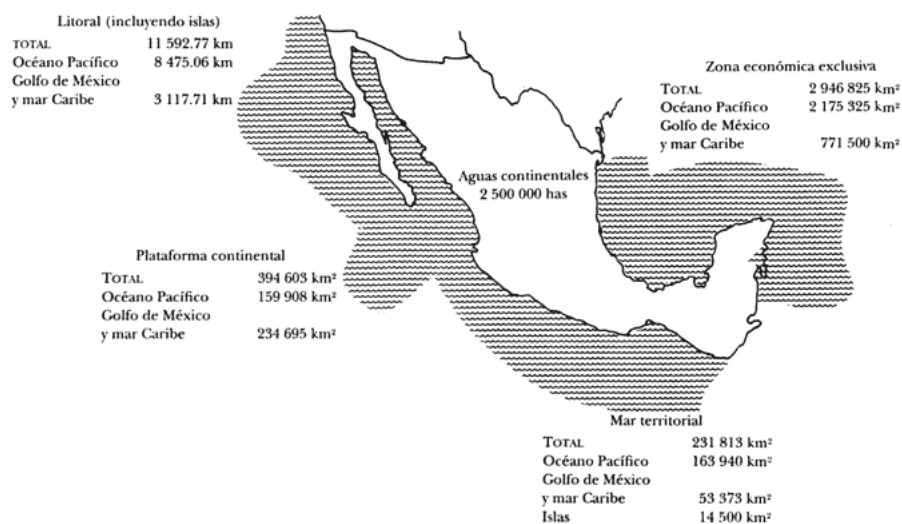 Litoral (incluyendo islas)
TOTAL 11 592.77 km
Océano Pacífico 8 475.06 km
Golfo de México
y mar Caribe 3 117.71 km
Zona económica exclusiva
TOTAL 2 946 825 km²
Océano Pacífico 2 175 325 km²
Golfo de México
y mar Caribe 771 500 km²
Aguas continentales
2 500 000 has
Plataforma continental
TOTAL 394 603 km²
Océano Pacífico 159 908 km²
Golfo de México
y mar Caribe 234 695 km²
Mar territorial
TOTAL 231 813 km²
Océano Pacífico 163 940 km²
Golfo de México
y mar Caribe 53 373 km²
Islas 14 500 km²